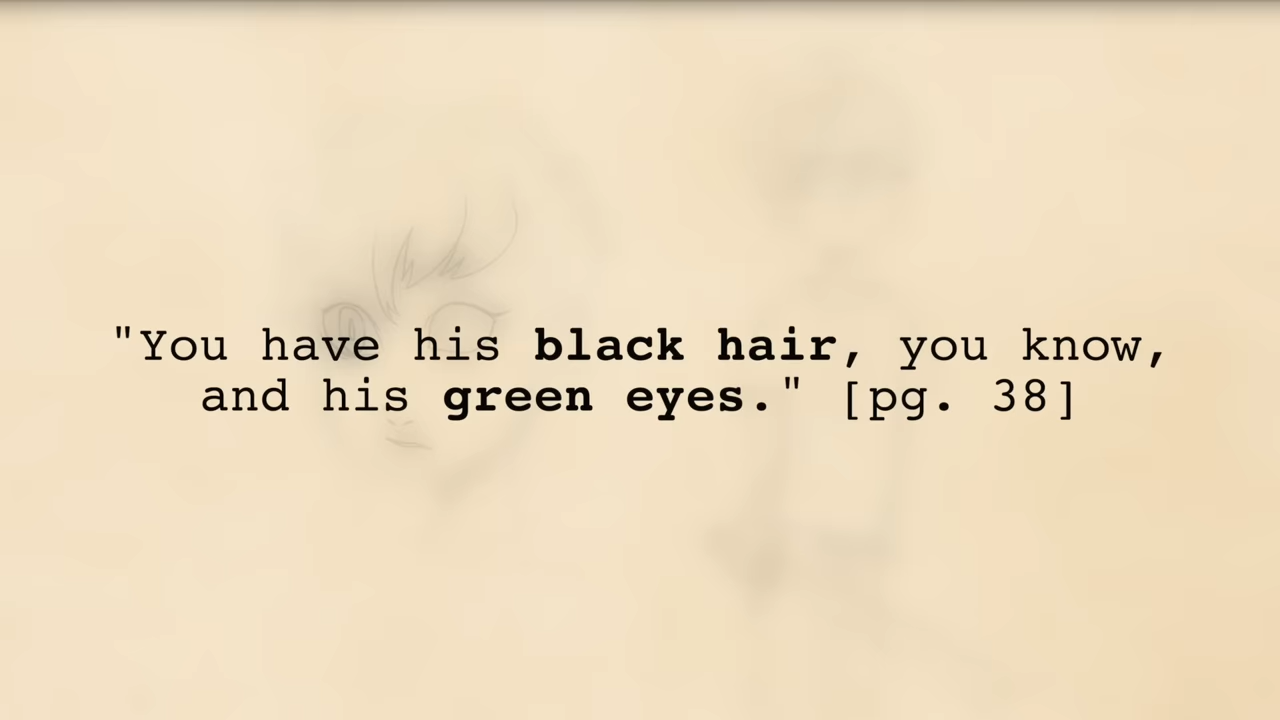 "You have his black hair, you know,
and his green eyes." [pg. 38]